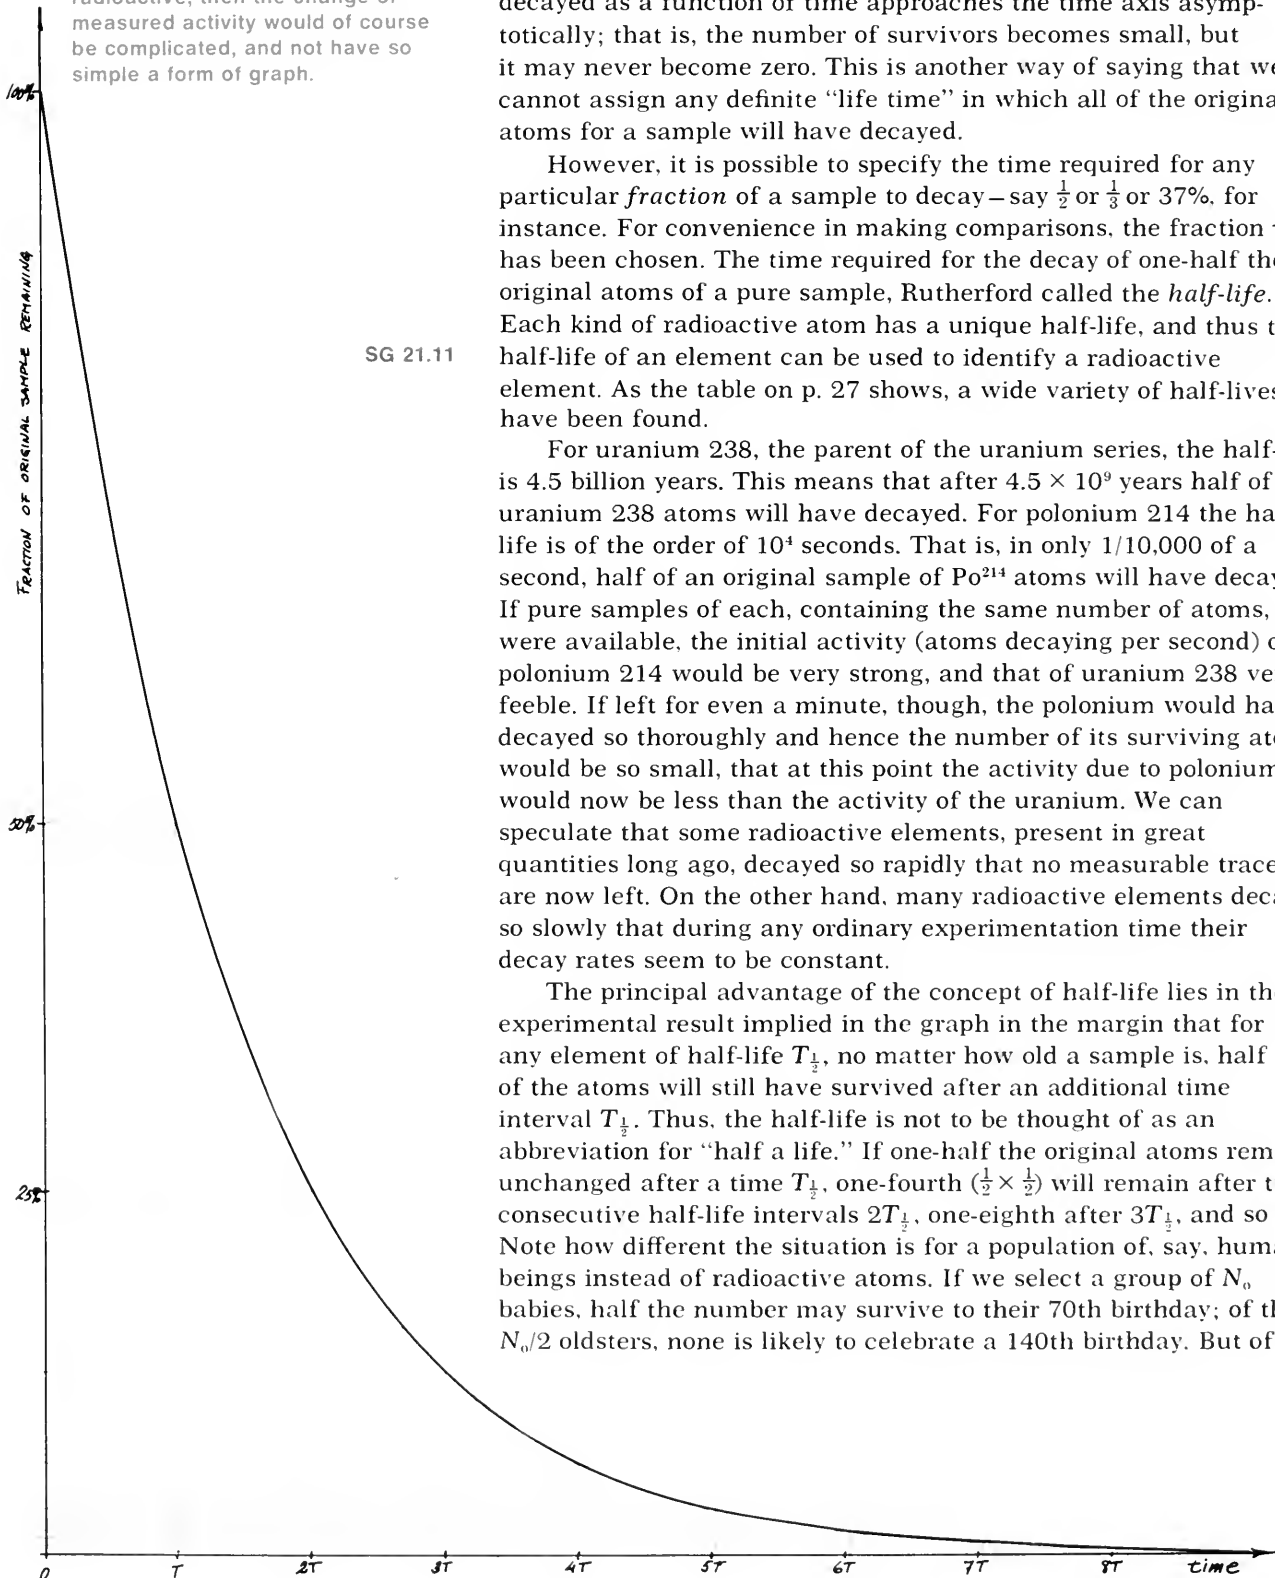 measured activity would of course
be complicated, and not have so
simple a form of graph.
100%
FRACTION OF ORIGINAL SAMPLE REMAINING
50%
25%
0 T 2T 3T 4T 5T 6T 7T 8T time
SG 21.11
decayed as a function of time approaches the time axis asymp-
totically; that is, the number of survivors becomes small, but
it may never become zero. This is another way of saying that we
cannot assign any definite “life time” in which all of the origina
atoms for a sample will have decayed.
However, it is possible to specify the time required for any
particular fraction of a sample to decay–say 1/2 or 1/3 or 37%, for
instance. For convenience in making comparisons, the fraction
has been chosen. The time required for the decay of one-half the
original atoms of a pure sample, Rutherford called the half-life.
Each kind of radioactive atom has a unique half-life, and thus t
half-life of an element can be used to identify a radioactive
element. As the table on p. 27 shows, a wide variety of half-lives
have been found.
For uranium 238, the parent of the uranium series, the half-
is 4.5 billion years. This means that after 4.5 × 10⁹ years half of
uranium 238 atoms will have decayed. For polonium 214 the ha
life is of the order of 10⁴ seconds. That is, in only 1/10,000 of a
second, half of an original sample of Po²¹⁴ atoms will have decay
If pure samples of each, containing the same number of atoms,
were available, the initial activity (atoms decaying per second) o
polonium 214 would be very strong, and that of uranium 238 ve
feeble. If left for even a minute, though, the polonium would ha
decayed so thoroughly and hence the number of its surviving ato
would be so small, that at this point the activity due to polonium
would now be less than the activity of the uranium. We can
speculate that some radioactive elements, present in great
quantities long ago, decayed so rapidly that no measurable trace
are now left. On the other hand, many radioactive elements deca
so slowly that during any ordinary experimentation time their
decay rates seem to be constant.
The principal advantage of the concept of half-life lies in th
experimental result implied in the graph in the margin that for
any element of half-life T½, no matter how old a sample is, half
of the atoms will still have survived after an additional time
interval T½. Thus, the half-life is not to be thought of as an
abbreviation for “half a life.” If one-half the original atoms rema
unchanged after a time T½, one-fourth (½ × ½) will remain after t
consecutive half-life intervals 2T½, one-eighth after 3T½, and so
Note how different the situation is for a population of, say, huma
beings instead of radioactive atoms. If we select a group of N₀
babies, half the number may survive to their 70th birthday; of th
N₀/2 oldsters, none is likely to celebrate a 140th birthday. But of